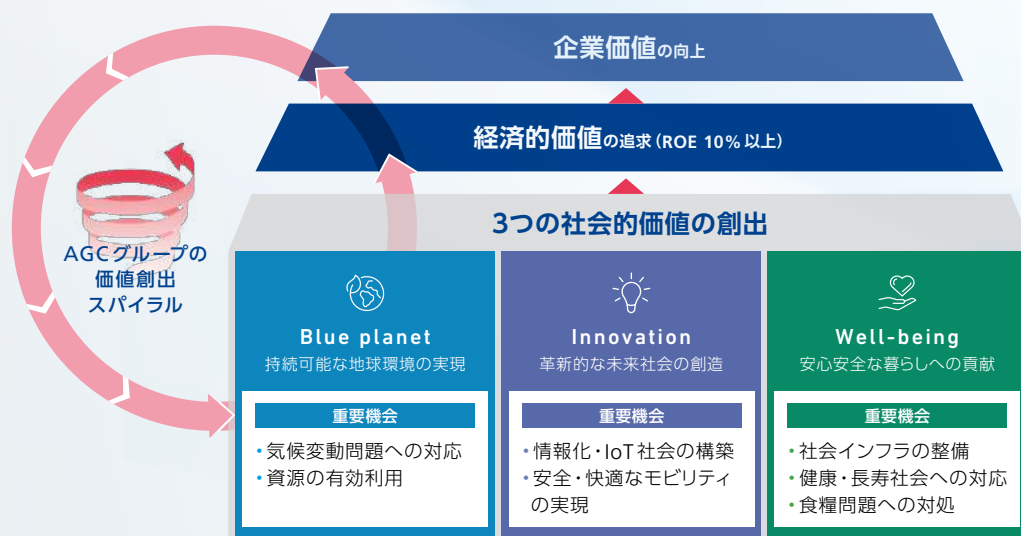 企業価値の向上
経済的価値の追求(ROE 10%以上)
3つの社会的価値の創出
AGCグループの
価値創出
スパイラル
Blue planet
持続可能な地球環境の実現
重要機会
・気候変動問題への対応
・資源の有効利用
Innovation
革新的な未来社会の創造
重要機会
・情報化・IoT社会の構築
・安全・快適なモビリティ
の実現
Well-being
安心安全な暮らしへの貢献
重要機会
・社会インフラの整備
・健康・長寿社会への対応
・食糧問題への対処